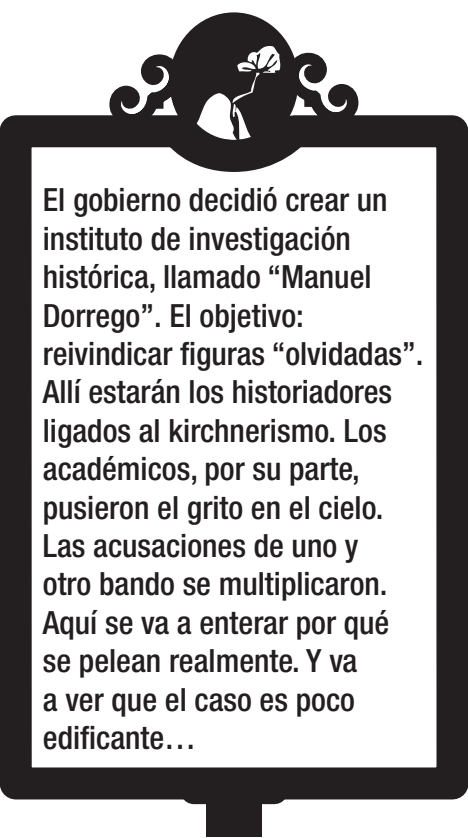 El gobierno decidió crear un
instituto de investigación
histórica, llamado “Manuel
Dorrego”. El objetivo:
reivindicar figuras “olvidadas”.
Allí estarán los historiadores
ligados al kirchnerismo. Los
académicos, por su parte,
pusieron el grito en el cielo.
Las acusaciones de uno y
otro bando se multiplicaron.
Aquí se va a enterar por qué
se pelean realmente. Y va
a ver que el caso es poco
edificante…